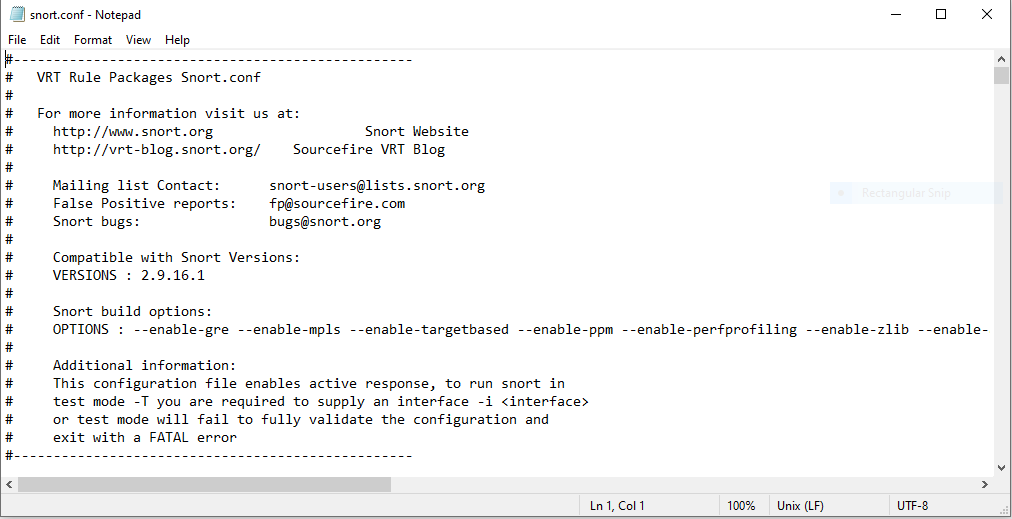 snort.conf - Notepad
File Edit Format View Help
#--------------------------------------------------
#   VRT Rule Packages Snort.conf
#
#   For more information visit us at:
#     http://www.snort.org                   Snort Website
#     http://vrt-blog.snort.org/    Sourcefire VRT Blog
#
#     Mailing list Contact:      snort-users@lists.snort.org
#     False Positive reports:    fp@sourcefire.com
#     Snort bugs:                bugs@snort.org
#
#     Compatible with Snort Versions:
#     VERSIONS : 2.9.16.1
#
#     Snort build options:
#     OPTIONS : --enable-gre --enable-mpls --enable-targetbased --enable-ppm --enable-perfprofiling --enable-zlib --enable-
#
#     Additional information:
#     This configuration file enables active response, to run snort in
#     test mode -T you are required to supply an interface -i <interface>
#     or test mode will fail to fully validate the configuration and
#     exit with a FATAL error
#--------------------------------------------------
Rectangular Snip
Ln 1, Col 1 100% Unix (LF) UTF-8